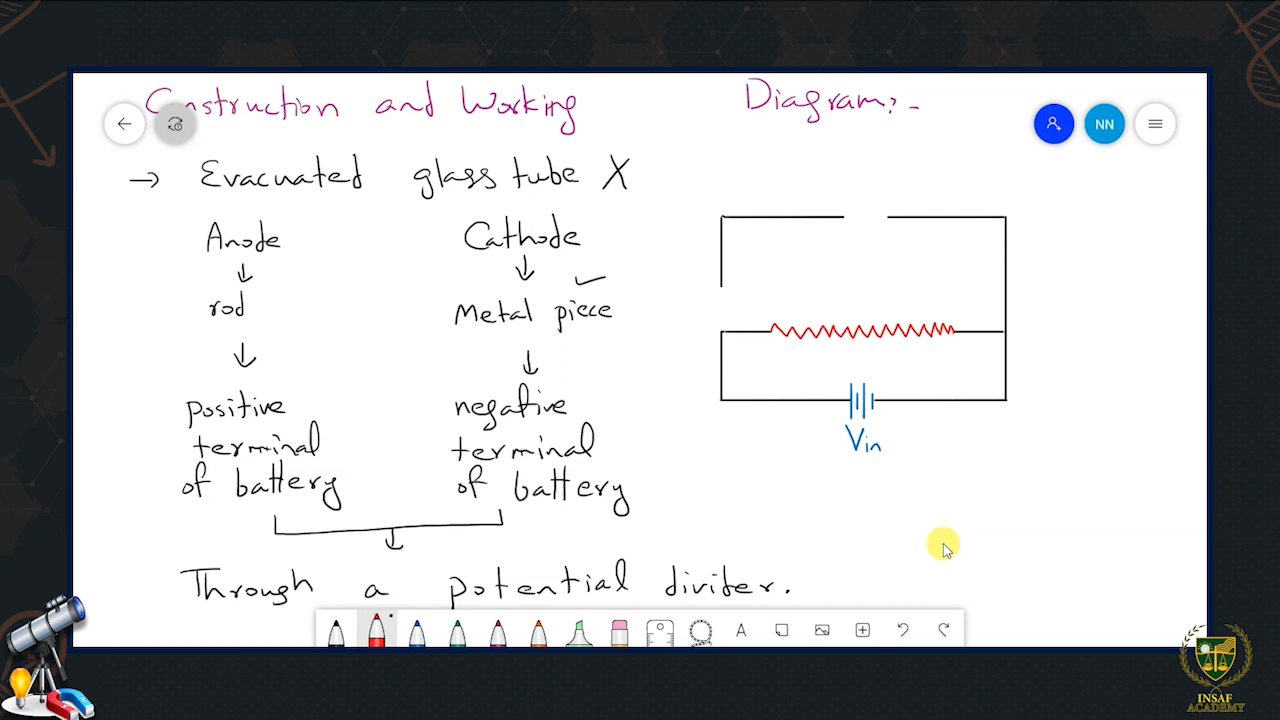 Construction and Working
Diagram:-
→ Evacuated glass tube X
Anode
↓
rod
↓
positive
terminal
of battery
Cathode
↓
Metal piece ✓
↓
negative
terminal
of battery
↓
Through a potential divider.
Vin
NN
A
INSAF
ACADEMY